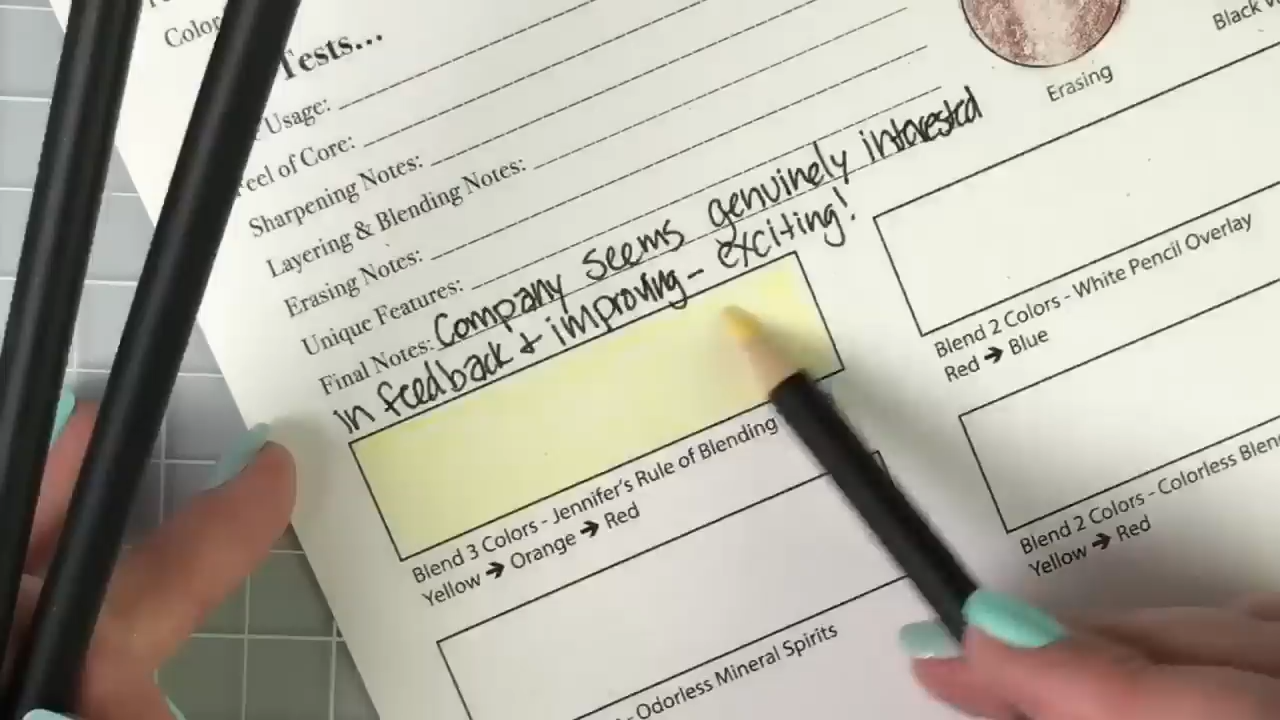 Color
Tests...
Usage:
Feel of Core:
Sharpening Notes:
Layering & Blending Notes:
Erasing Notes:
Unique Features:
Final Notes: Company seems genuinely interested
in feedback & improving - exciting!
Blend 3 Colors - Jennifer's Rule of Blending
Yellow → Orange → Red
- Odorless Mineral Spirits
Erasing
Black
Blend 2 Colors - White Pencil Overlay
Red → Blue
Blend 2 Colors - Colorless Blen
Yellow → Red